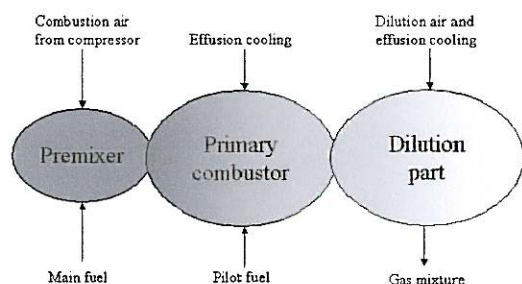 Combustion air
from compressor
Effusion cooling
Dilution air and
effusion cooling
Premixer
Primary
combustor
Dilution
part
Main fuel
Pilot fuel
Gas mixture